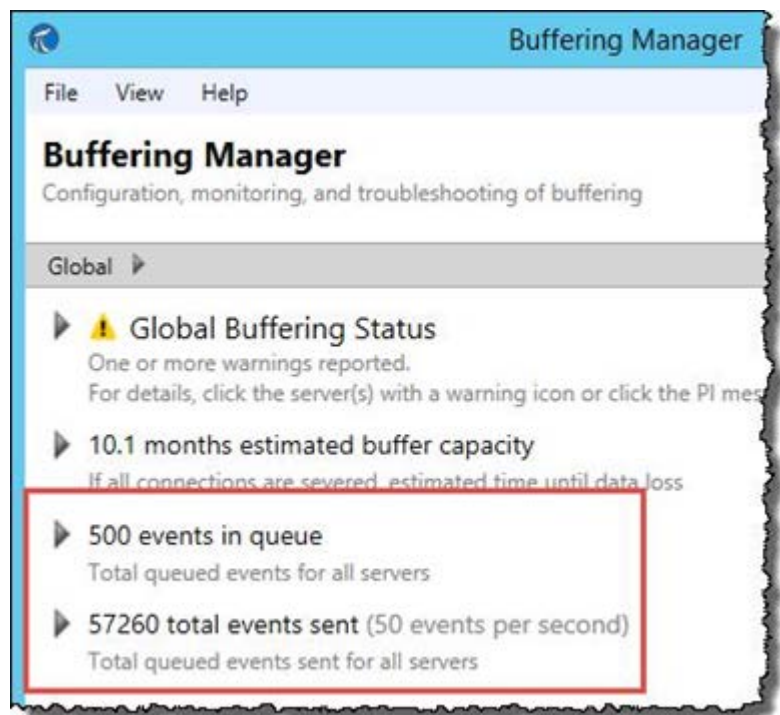 Buffering Manager
File View Help
Buffering Manager
Configuration, monitoring, and troubleshooting of buffering
Global
Global Buffering Status
One or more warnings reported.
For details, click the server(s) with a warning icon or click the PI mes
10.1 months estimated buffer capacity
If all connections are severed, estimated time until data loss
500 events in queue
Total queued events for all servers
57260 total events sent (50 events per second)
Total queued events sent for all servers